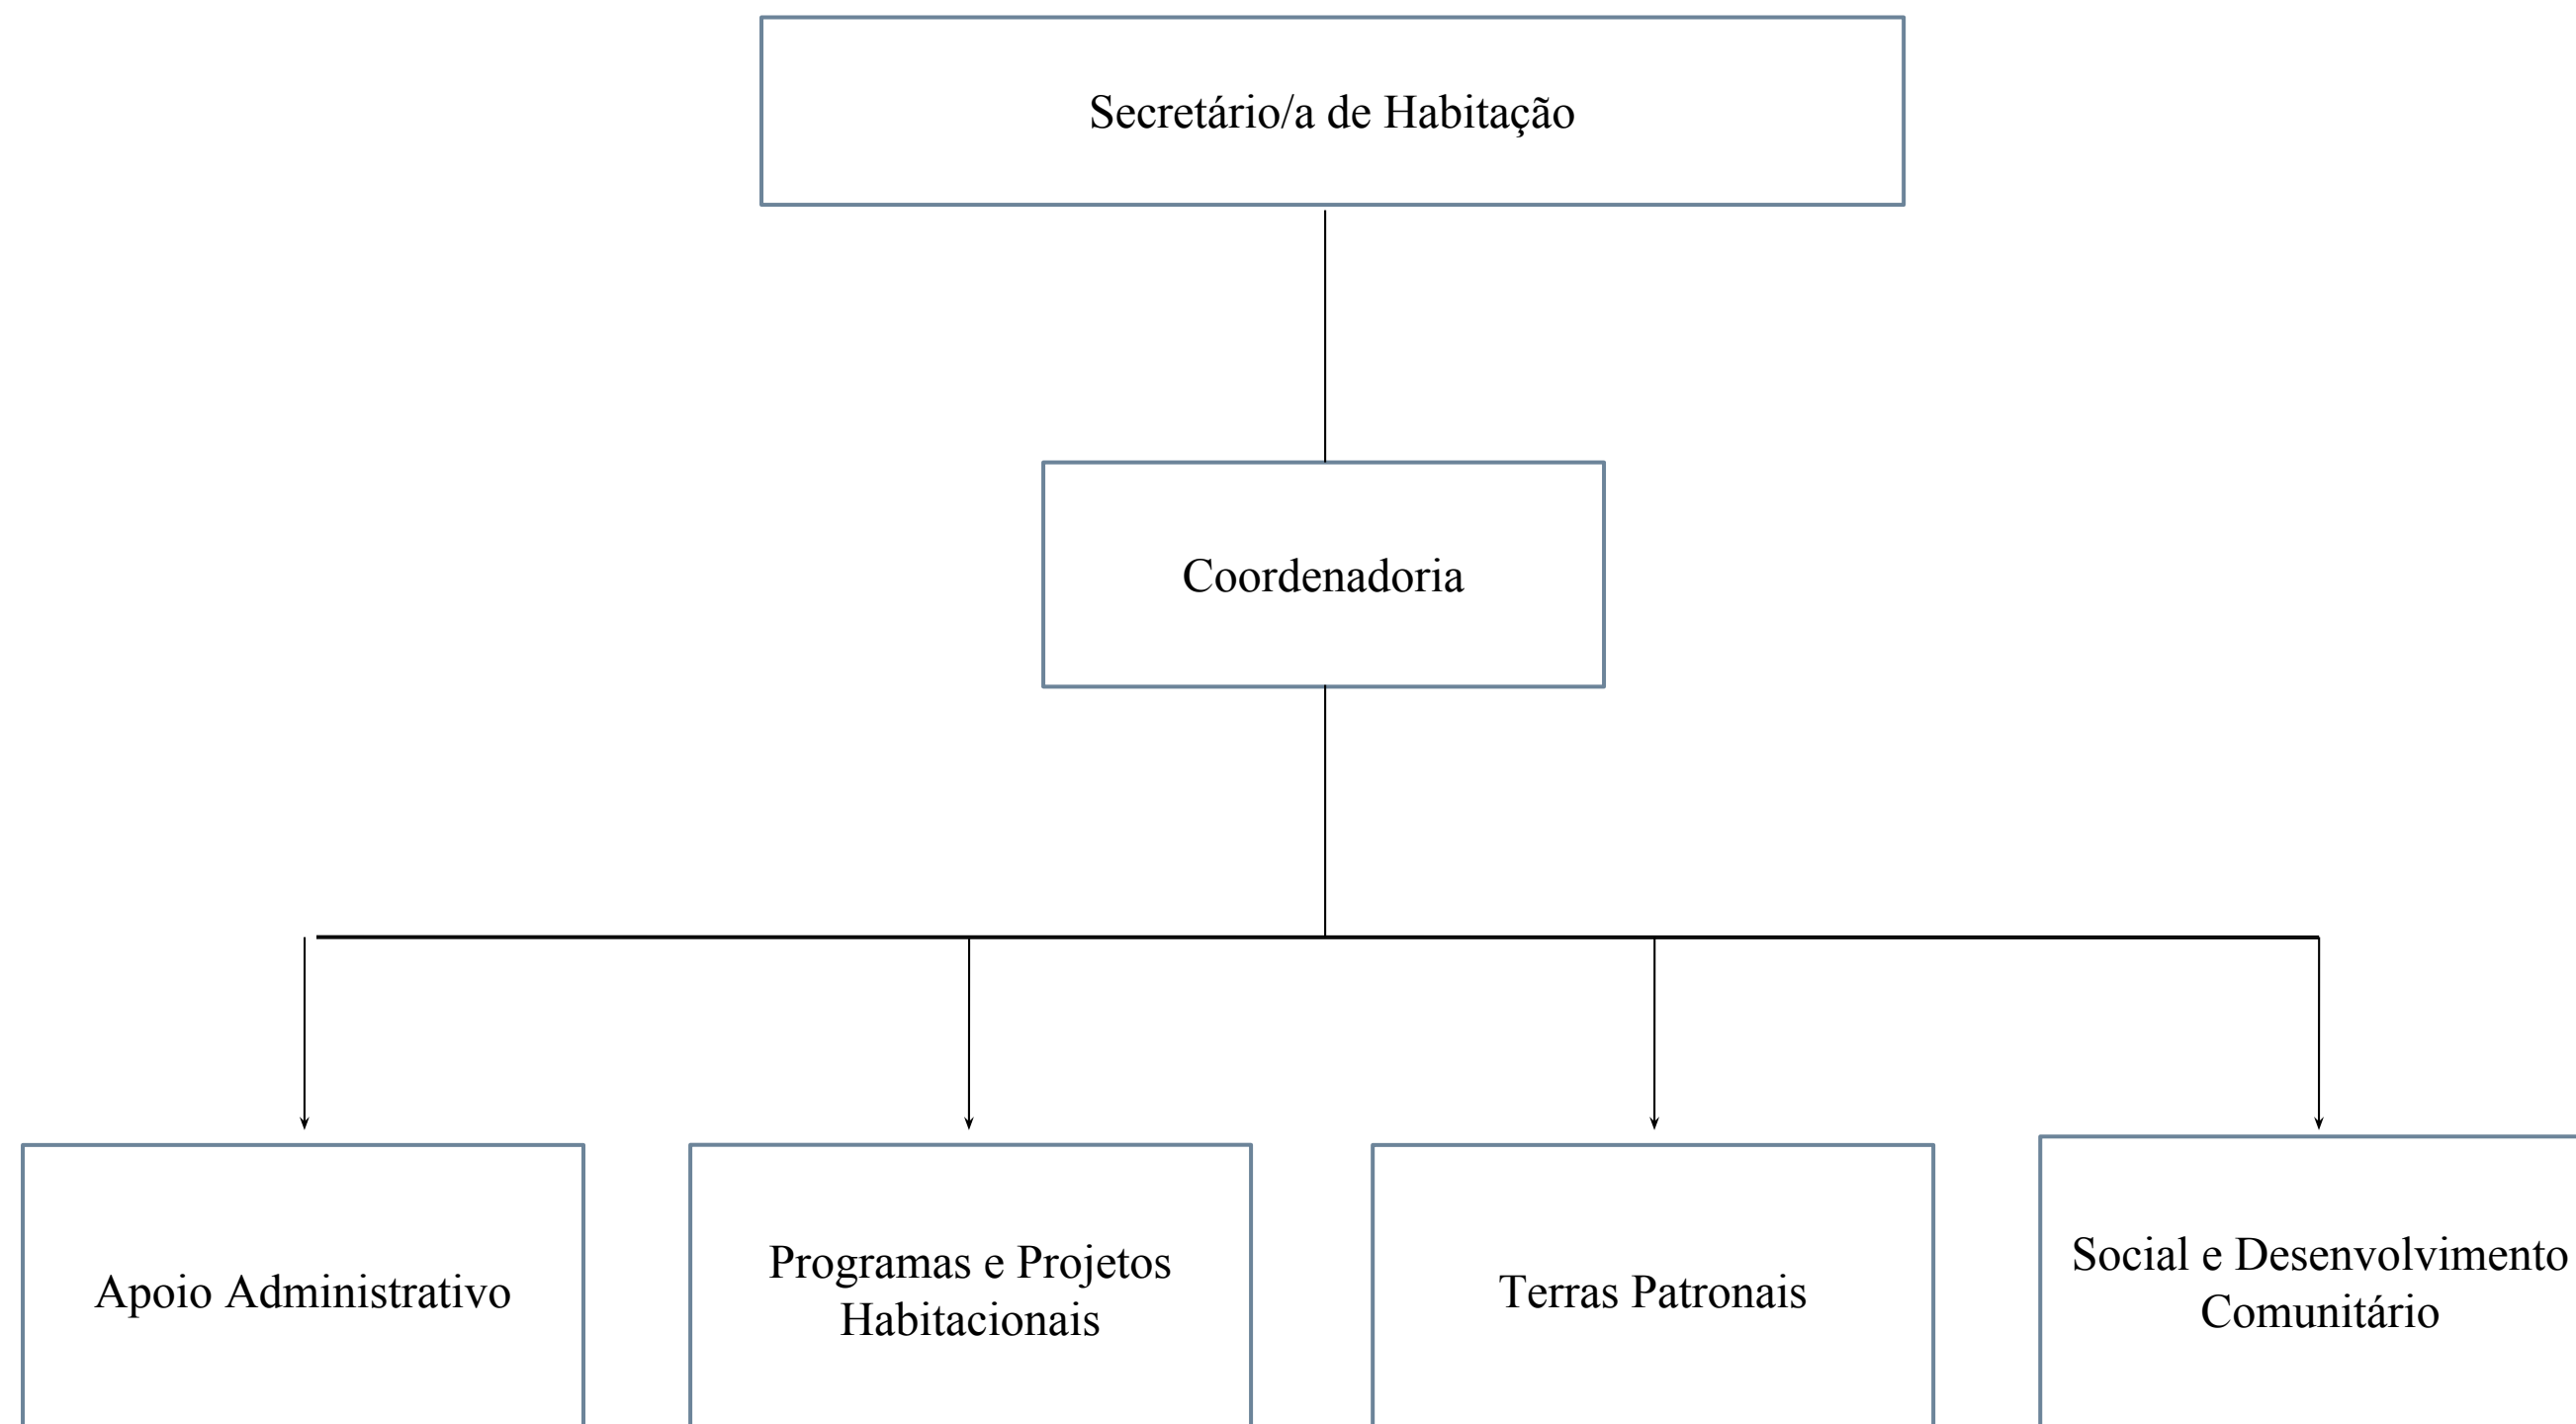 Secretário/a de Habitação
Coordenadoria
Apoio Administrativo
Programas e Projetos
Habitacionais
Terras Patronais
Social e Desenvolvimento
Comunitário